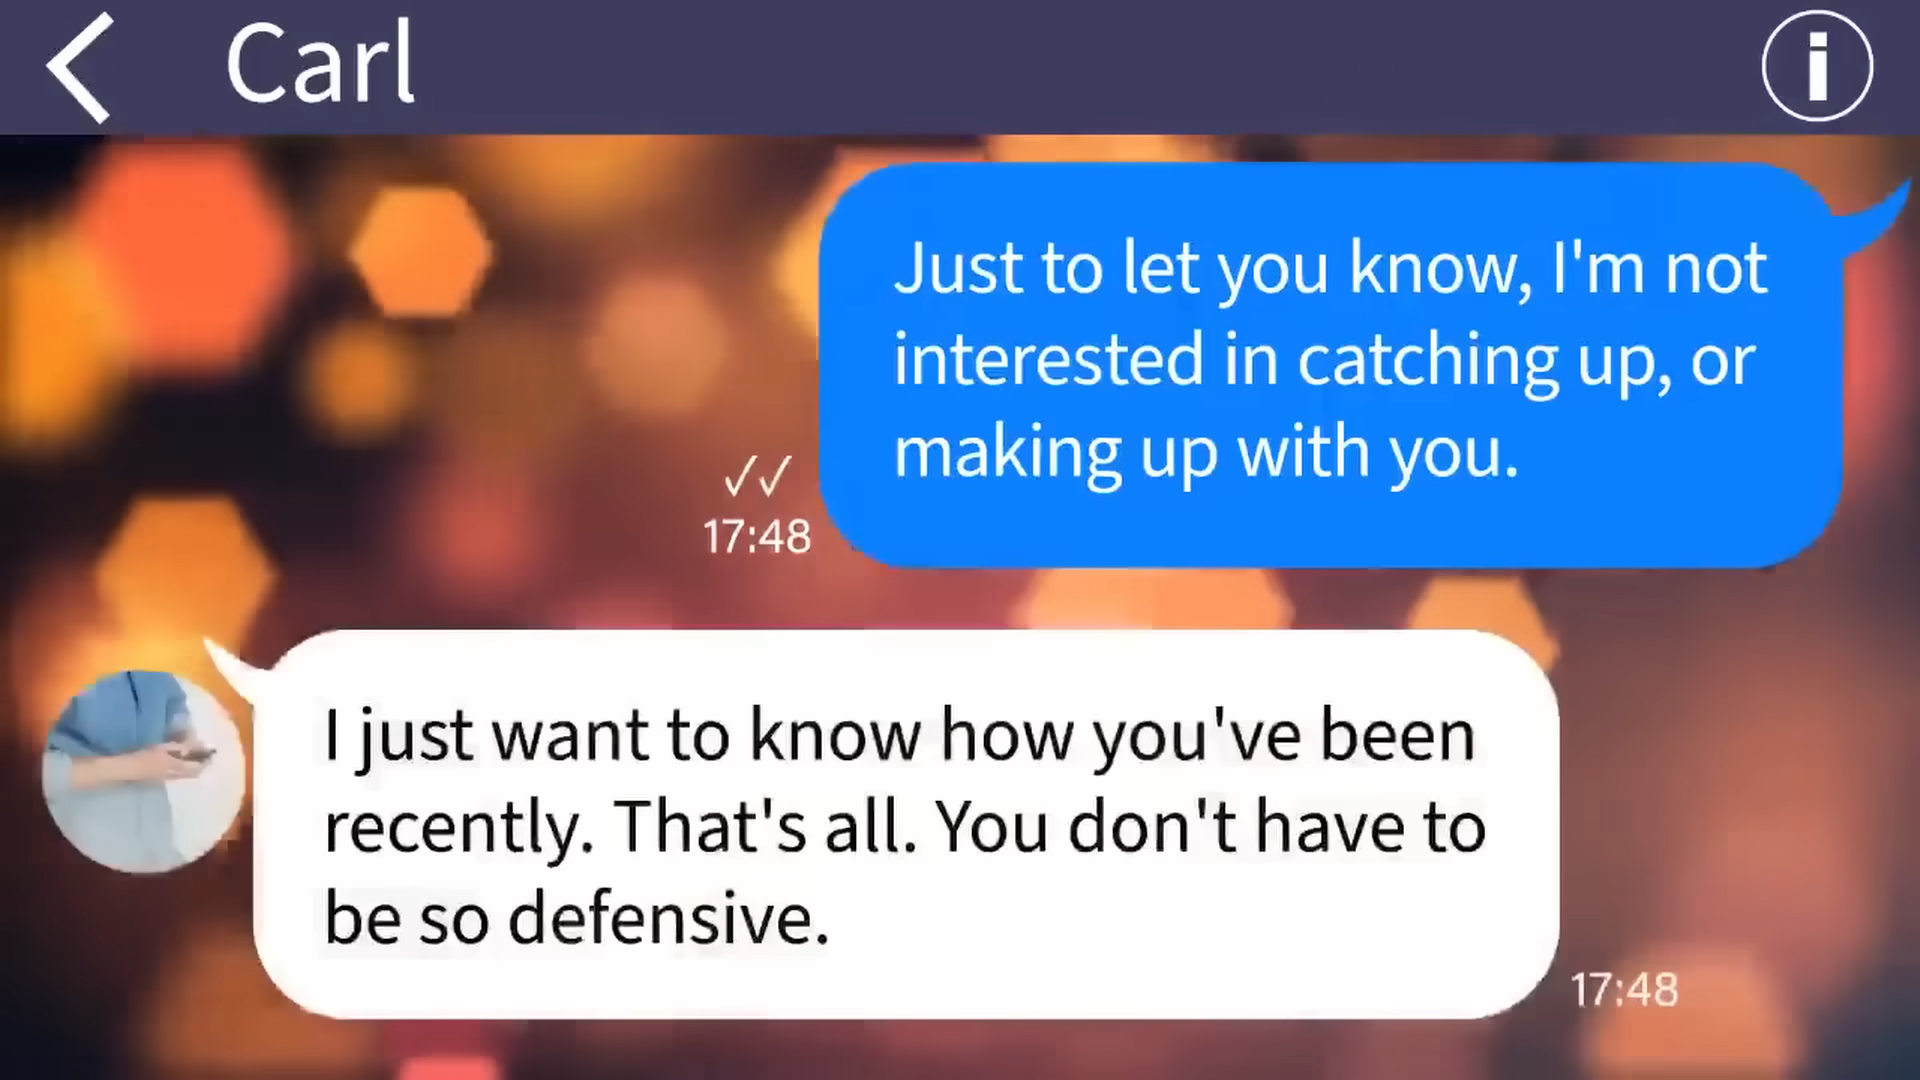 Carl
Just to let you know, I'm not
interested in catching up, or
making up with you.
✓✓
17:48
I just want to know how you've been
recently. That's all. You don't have to
be so defensive.
17:48